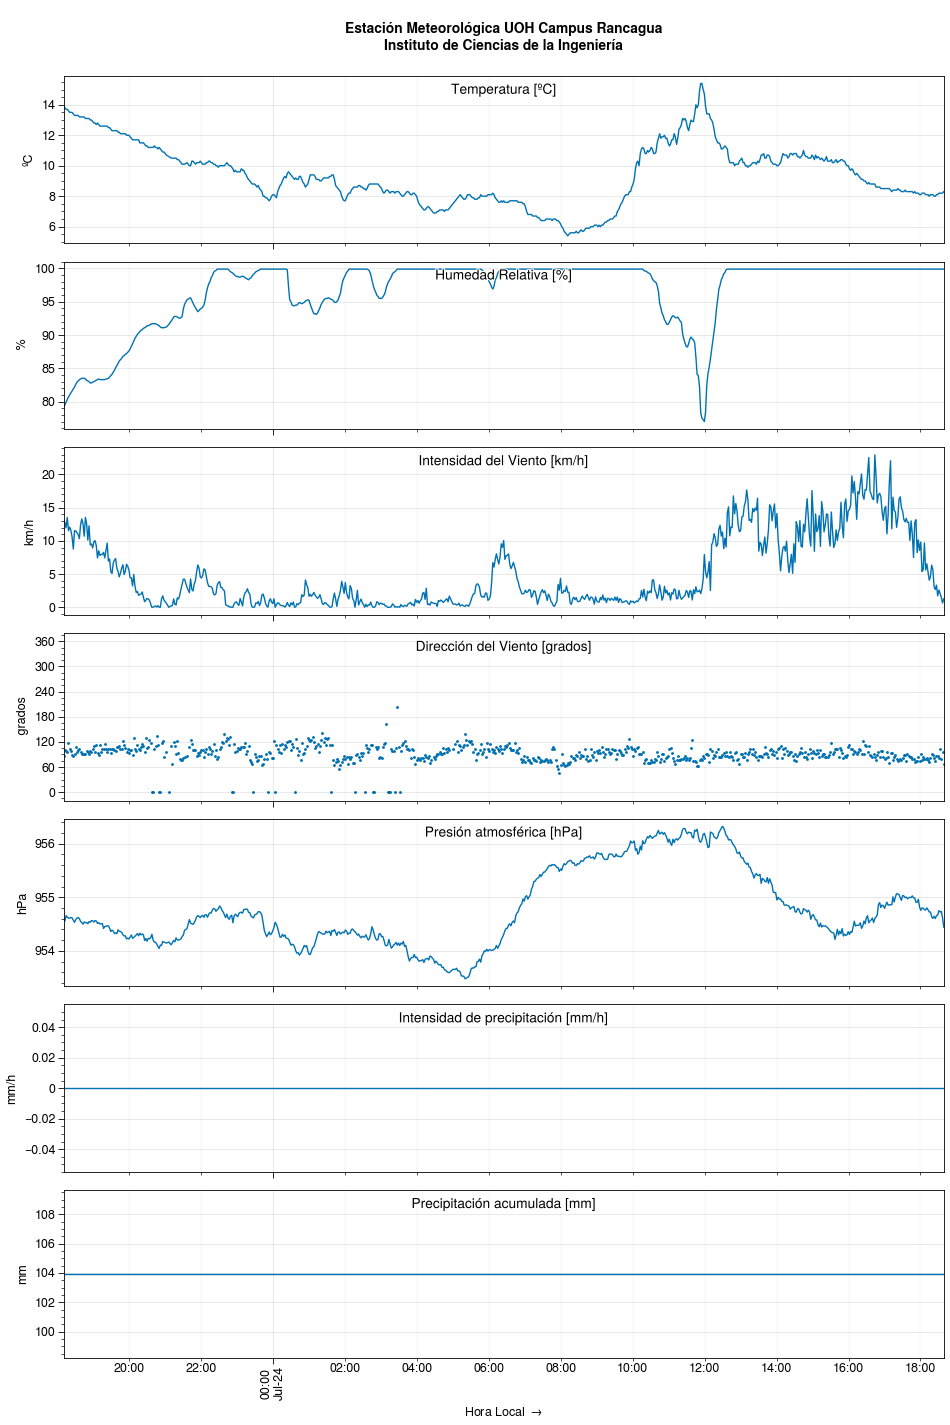 Estación Meteorológica UOH Campus Rancagua
Instituto de Ciencias de la Ingeniería
Temperatura [ºC]
14
12
10
8
6
ºC
Humedad Relativa [%]
100
95
90
85
80
%
Intensidad del Viento [km/h]
20
15
10
5
0
km/h
Dirección del Viento [grados]
360
300
240
180
120
60
0
grados
Presión atmosférica [hPa]
956
955
954
hPa
Intensidad de precipitación [mm/h]
0.04
0.02
0
−0.02
−0.04
mm/h
Precipitación acumulada [mm]
108
106
104
102
100
mm
20:00 22:00 00:00 02:00 04:00 06:00 08:00 10:00 12:00 14:00 16:00 18:00
Jul-24
Hora Local →